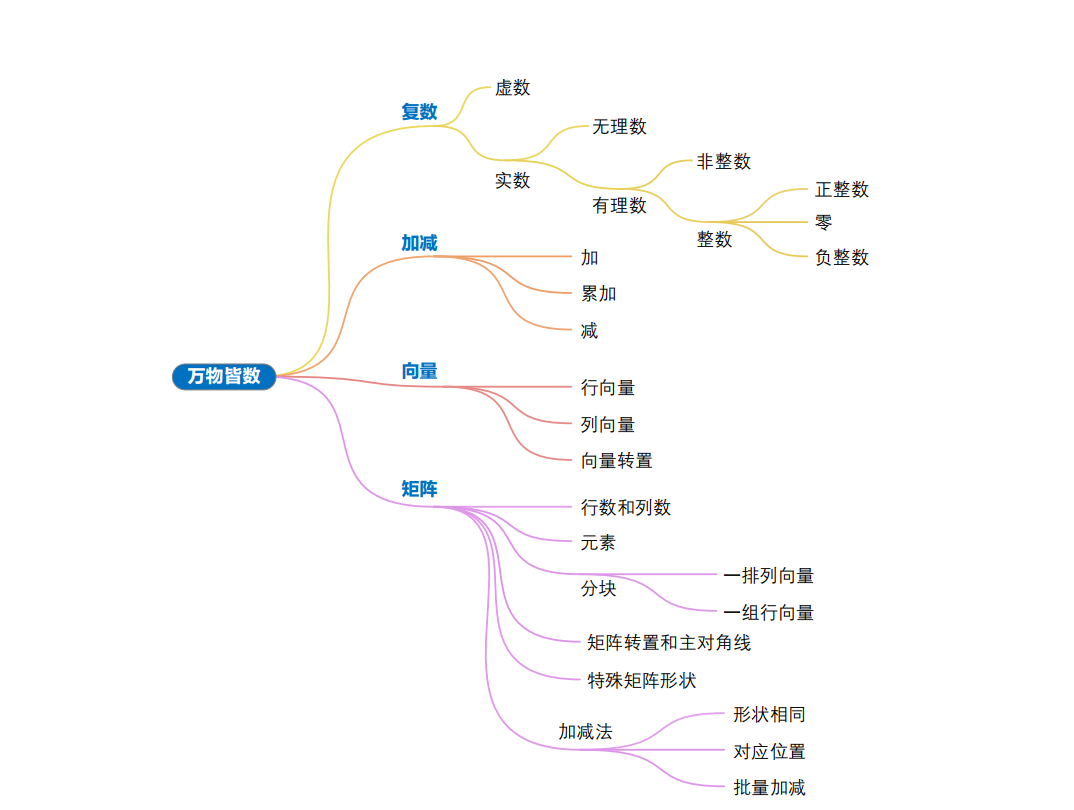 万物皆数
复数
虚数
实数
无理数
有理数
非整数
整数
正整数
零
负整数
加减
加
累加
减
向量
行向量
列向量
向量转置
矩阵
行数和列数
元素
分块
一排列向量
一组行向量
矩阵转置和主对角线
特殊矩阵形状
加减法
形状相同
对应位置
批量加减